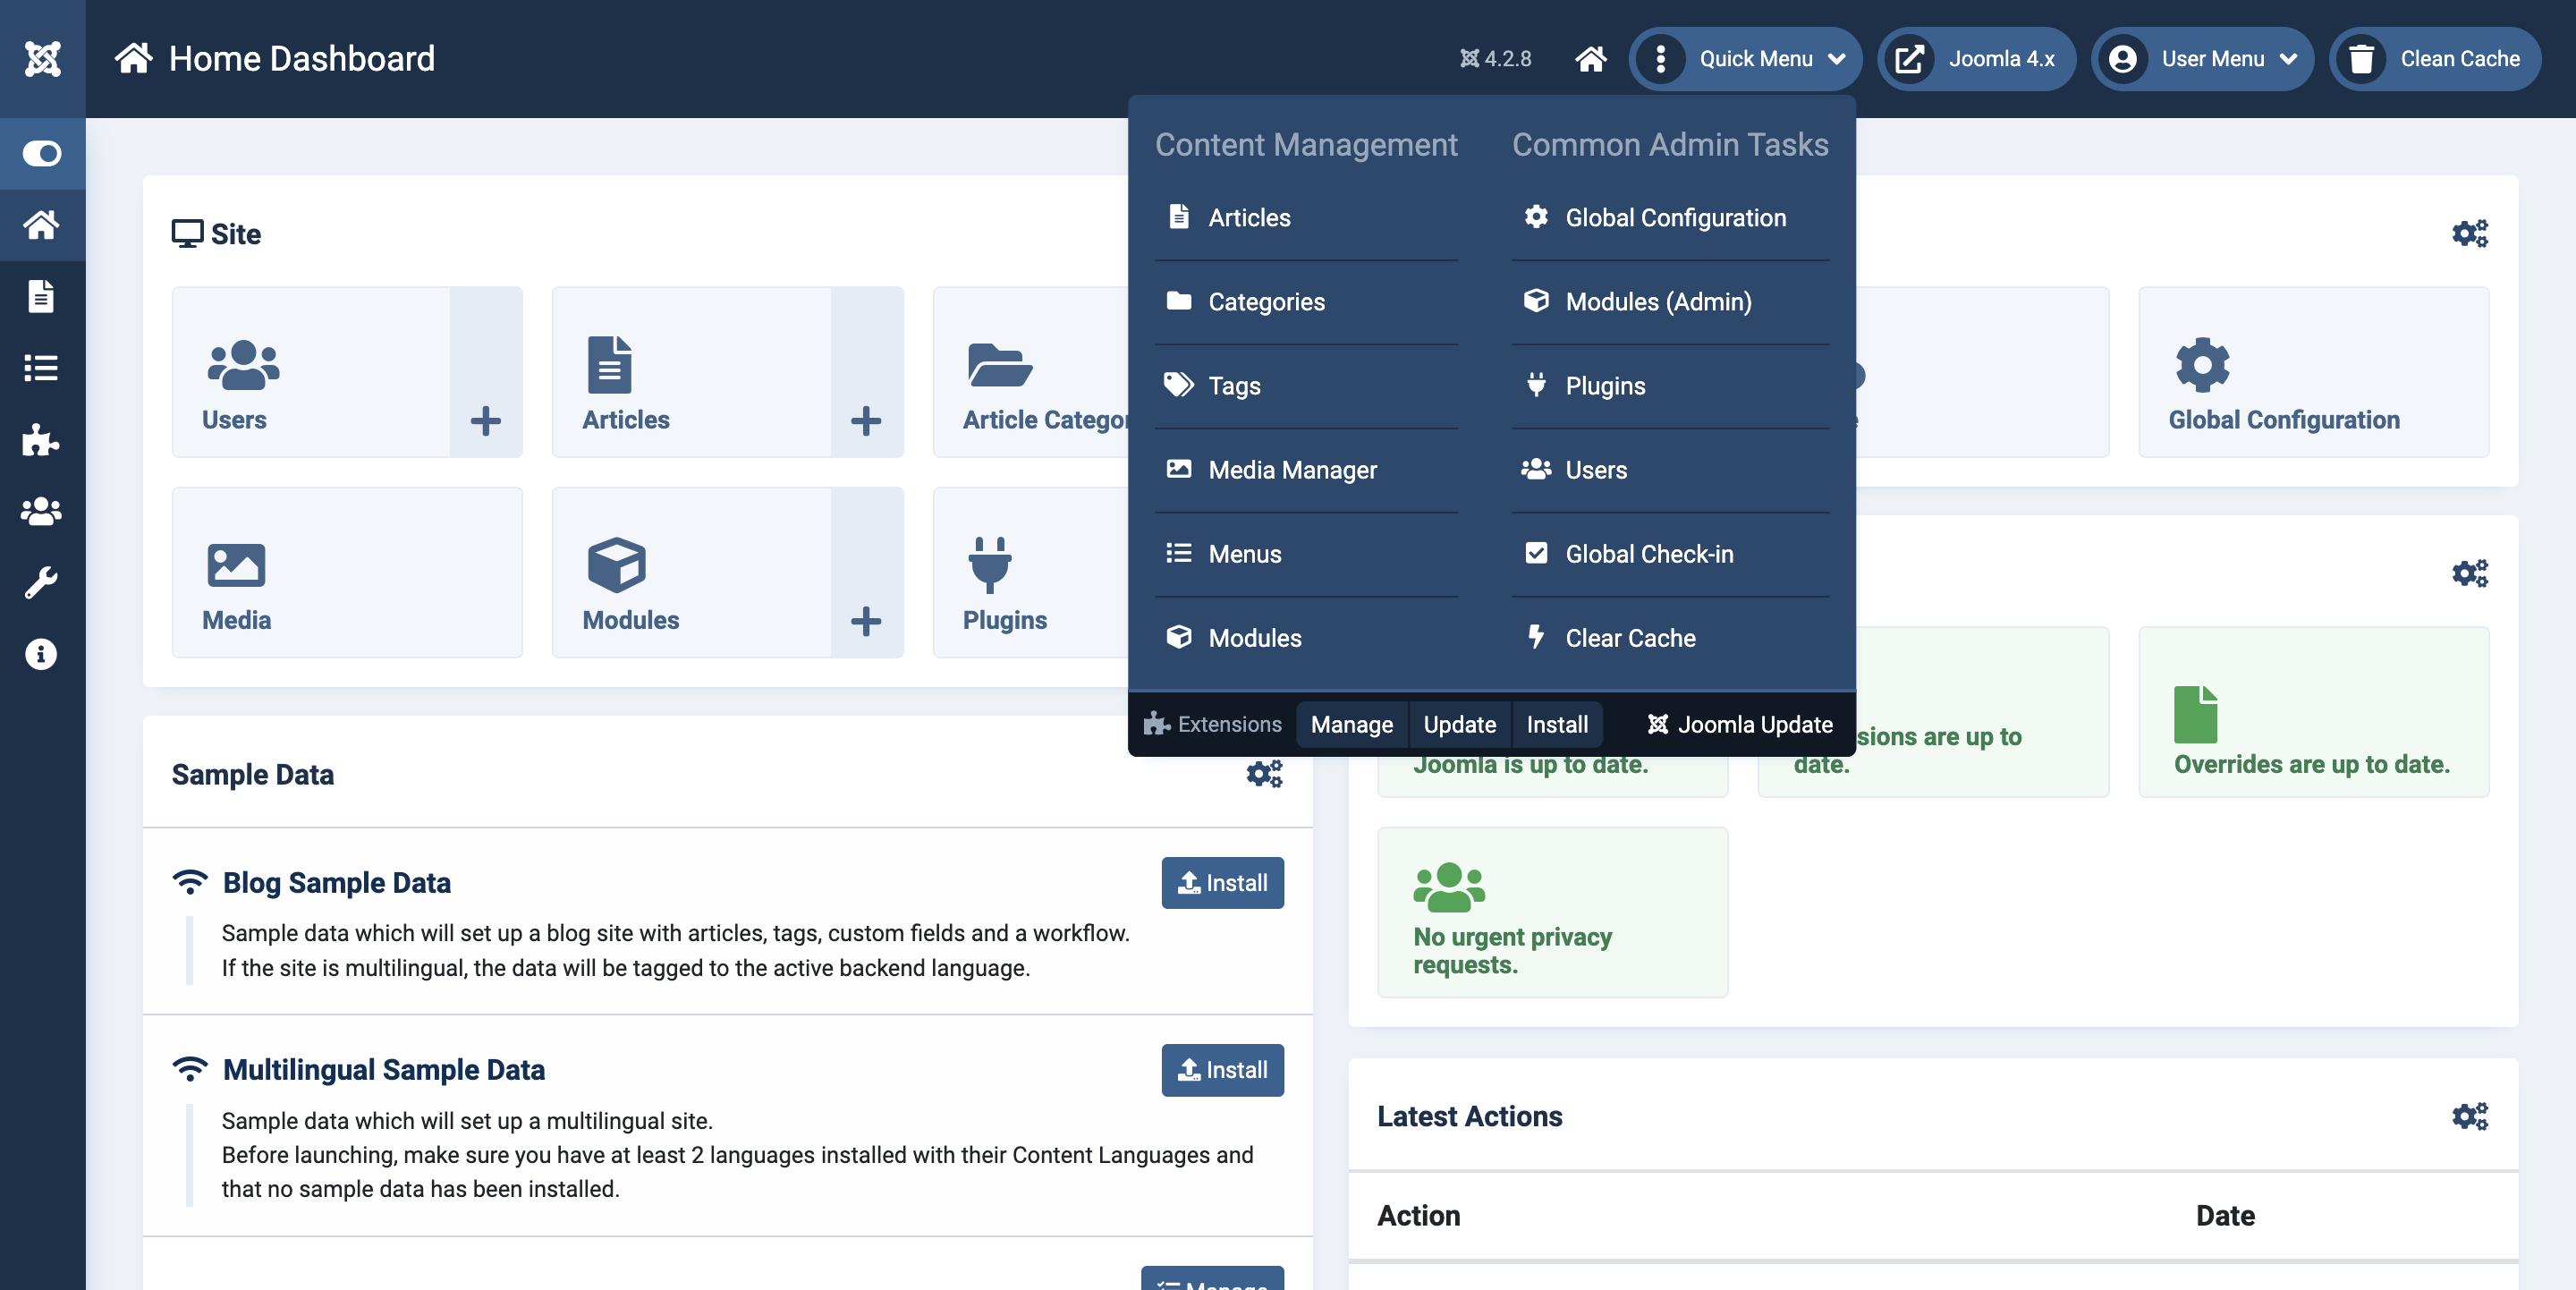 Home Dashboard
4.2.8
Quick Menu
Joomla 4.x
User Menu
Clean Cache
Content Management
Articles
Categories
Tags
Media Manager
Menus
Modules
Common Admin Tasks
Global Configuration
Modules (Admin)
Plugins
Users
Global Check-in
Clear Cache
Extensions
Manage
Update
Install
Joomla Update
Site
Users
Articles
Article Categor
Global Configuration
Media
Modules
Plugins
Joomla is up to date.
sions are up to
date.
Overrides are up to date.
No urgent privacy
requests.
Sample Data
Blog Sample Data
Install
Sample data which will set up a blog site with articles, tags, custom fields and a workflow.
If the site is multilingual, the data will be tagged to the active backend language.
Multilingual Sample Data
Install
Sample data which will set up a multilingual site.
Before launching, make sure you have at least 2 languages installed with their Content Languages and
that no sample data has been installed.
Manage
Latest Actions
Action
Date